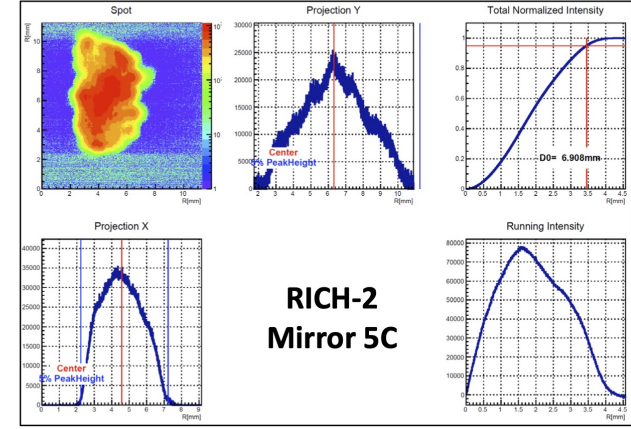 Spot
R[mm]
10
8
6
4
2
0
0 2 4 6 8 10
R[mm]
10
10
1
Projection Y
30000
25000
20000
15000
10000
5000
0
Center
5% PeakHeight
2 3 4 5 6 7 8 9 10
R[mm]
Total Normalized Intensity
1
0.8
0.6
0.4
0.2
0
D0= 6.908mm
0 0.5 1 1.5 2 2.5 3 3.5 4 4.5
R[mm]
Projection X
40000
35000
30000
25000
20000
15000
10000
5000
0
Center
5% PeakHeight
0 1 2 3 4 5 6 7 8 9
R[mm]
RICH-2
Mirror 5C
Running Intensity
80000
70000
60000
50000
40000
30000
20000
10000
0
0 0.5 1 1.5 2 2.5 3 3.5 4 4.5
R[mm]